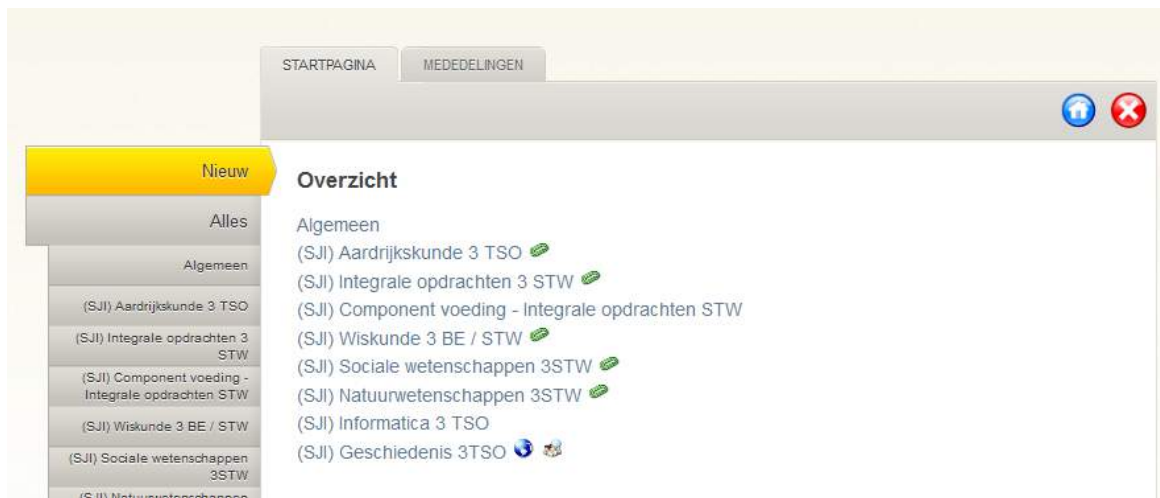 STARTPAGINA
MEDEDELINGEN
Nieuw
Alles
Algemeen
(SJI) Aardrijkskunde 3 TSO
(SJI) Integrale opdrachten 3
STW
(SJI) Component voeding -
Integrale opdrachten STW
(SJI) Wiskunde 3 BE / STW
(SJI) Sociale wetenschappen
3STW
(SJI) Natuurwetenschappen
Overzicht
Algemeen
(SJI) Aardrijkskunde 3 TSO
(SJI) Integrale opdrachten 3 STW
(SJI) Component voeding - Integrale opdrachten STW
(SJI) Wiskunde 3 BE / STW
(SJI) Sociale wetenschappen 3STW
(SJI) Natuurwetenschappen 3STW
(SJI) Informatica 3 TSO
(SJI) Geschiedenis 3TSO